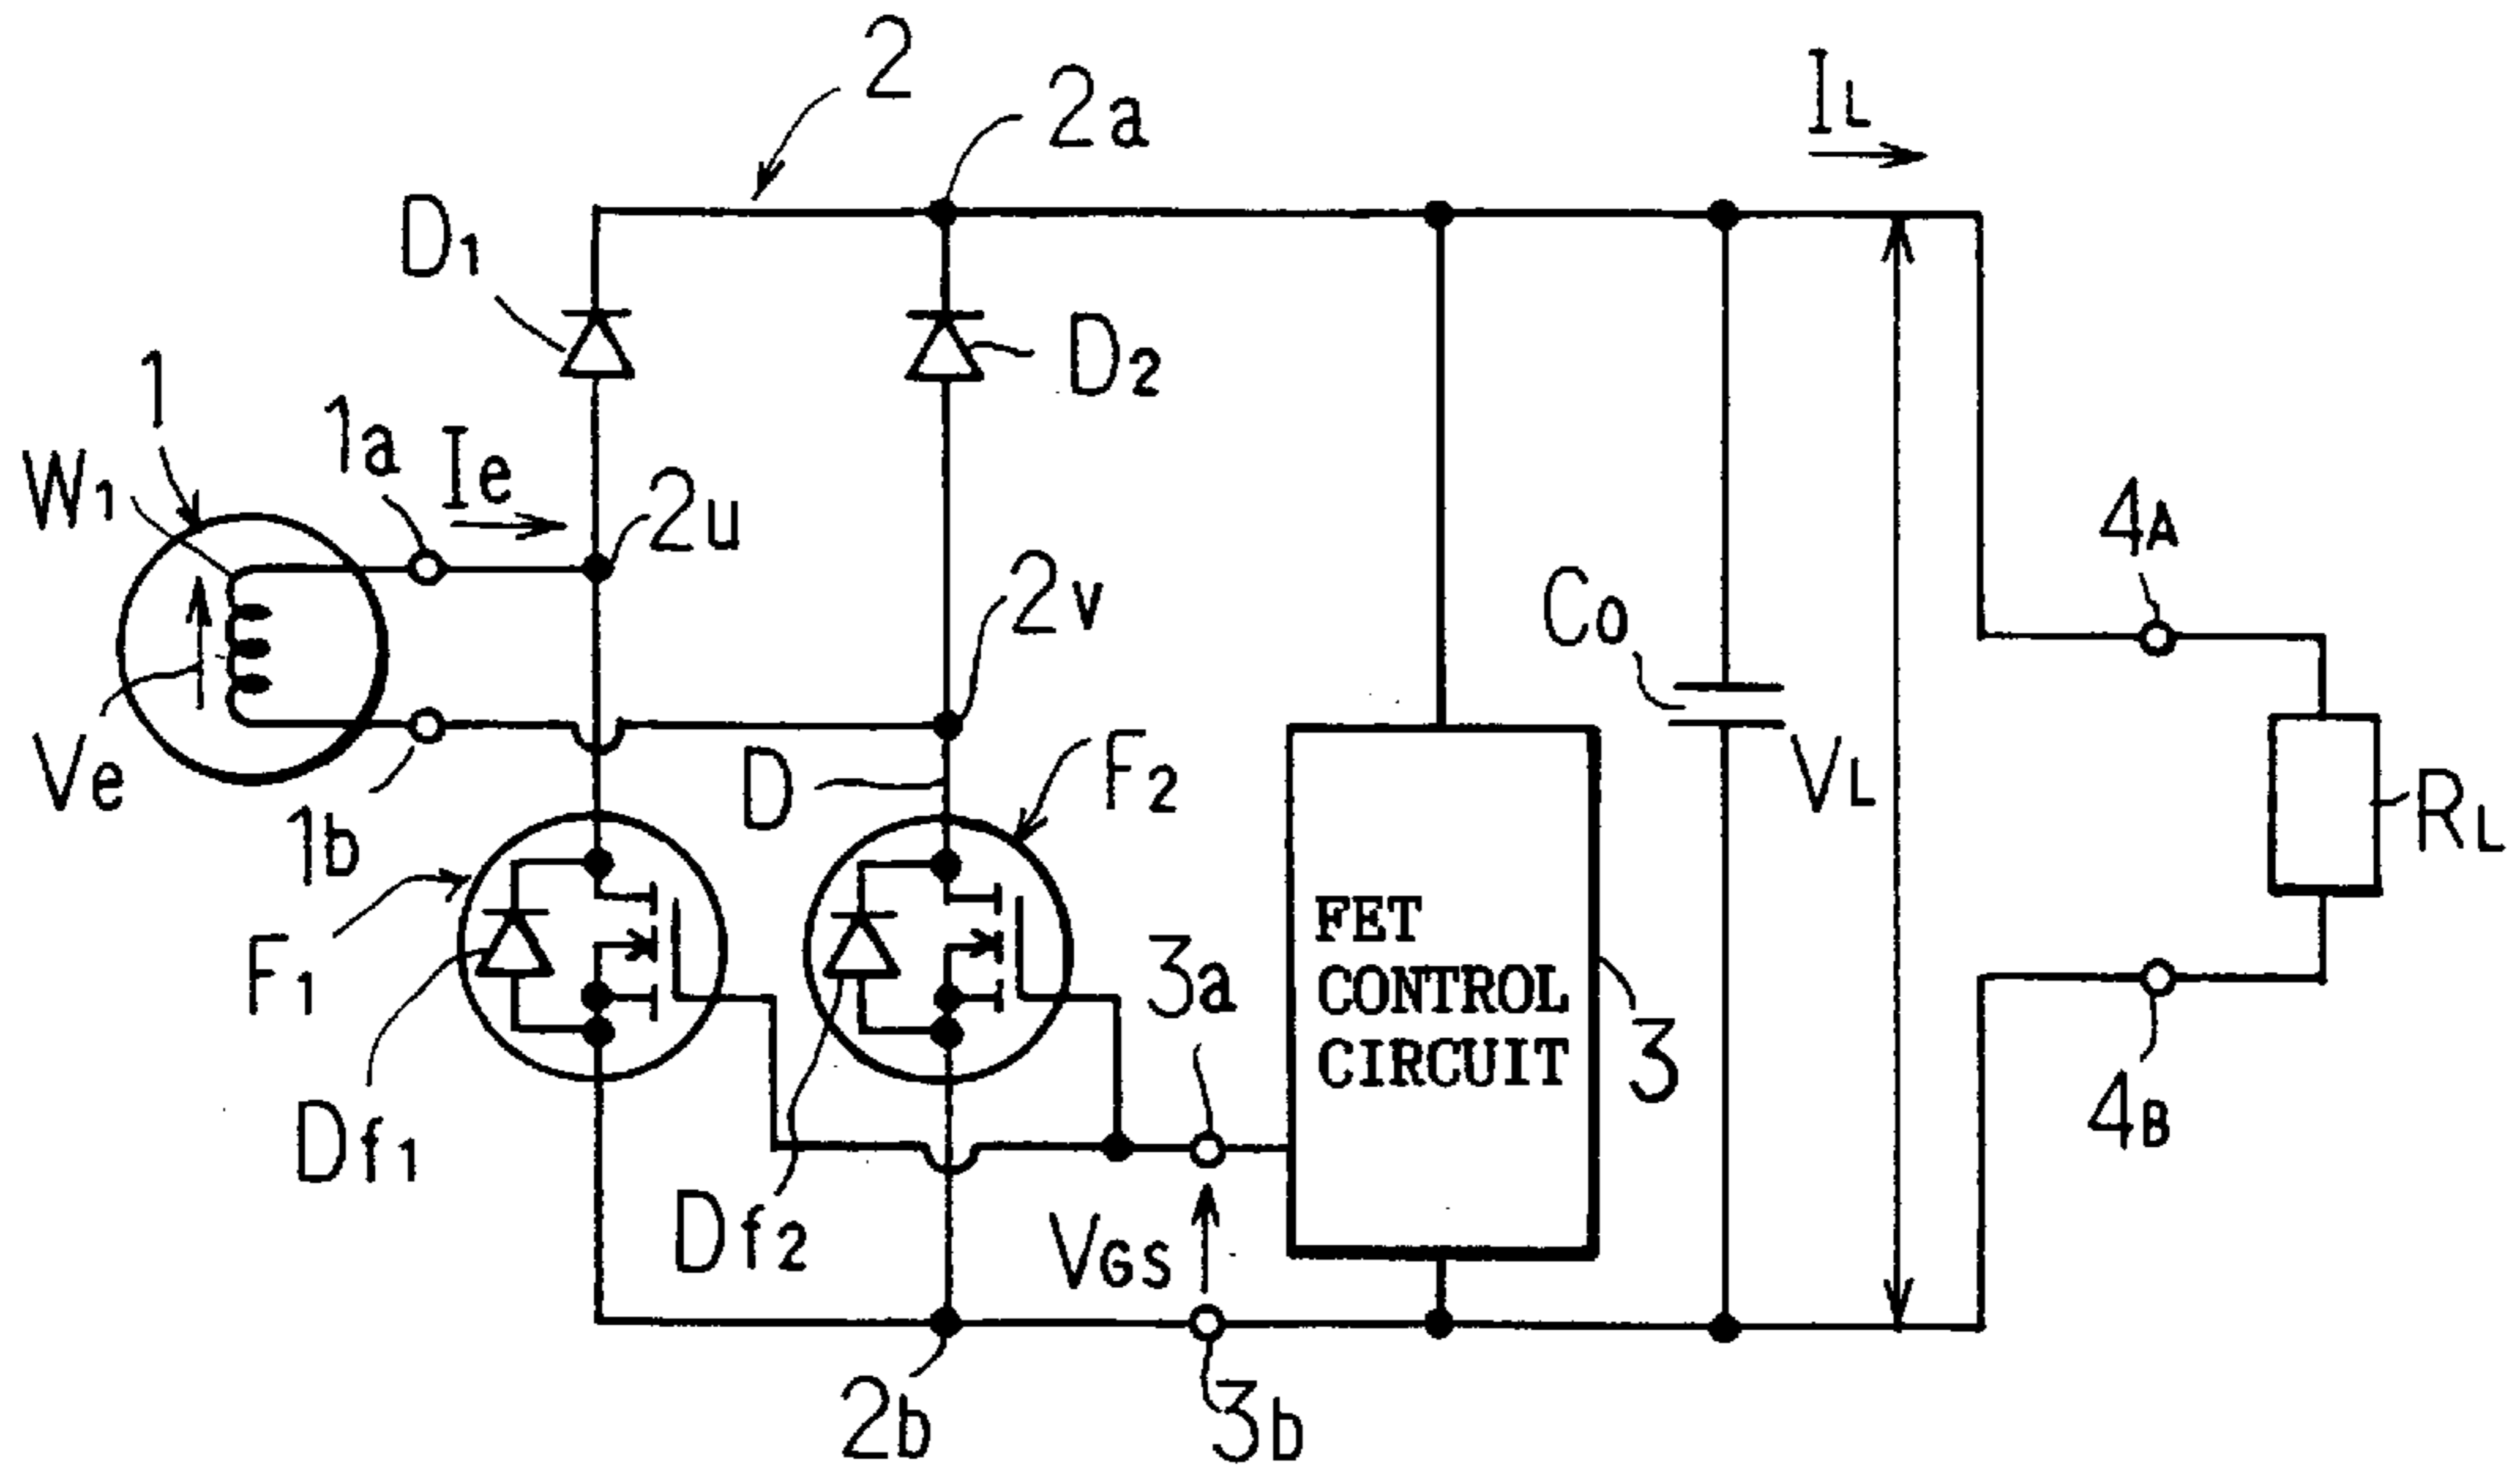 2
2a
IL
D1
D2
1
1a
Ie
W1
2u
2v
4A
Co
Ve
1b
D
F2
VL
RL
F1
3a
FET
CONTROL
CIRCUIT
3
4B
Df1
Df2
VGS
2b
3b